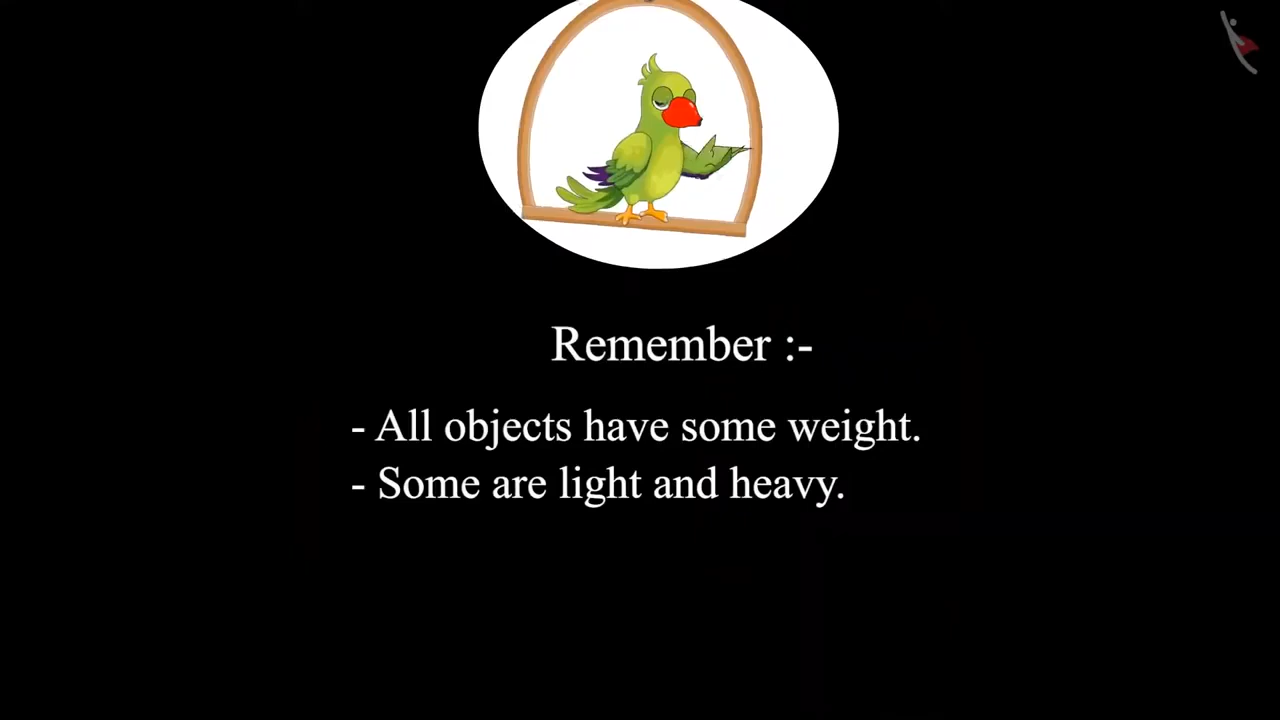 Remember :-
- All objects have some weight.
- Some are light and heavy.